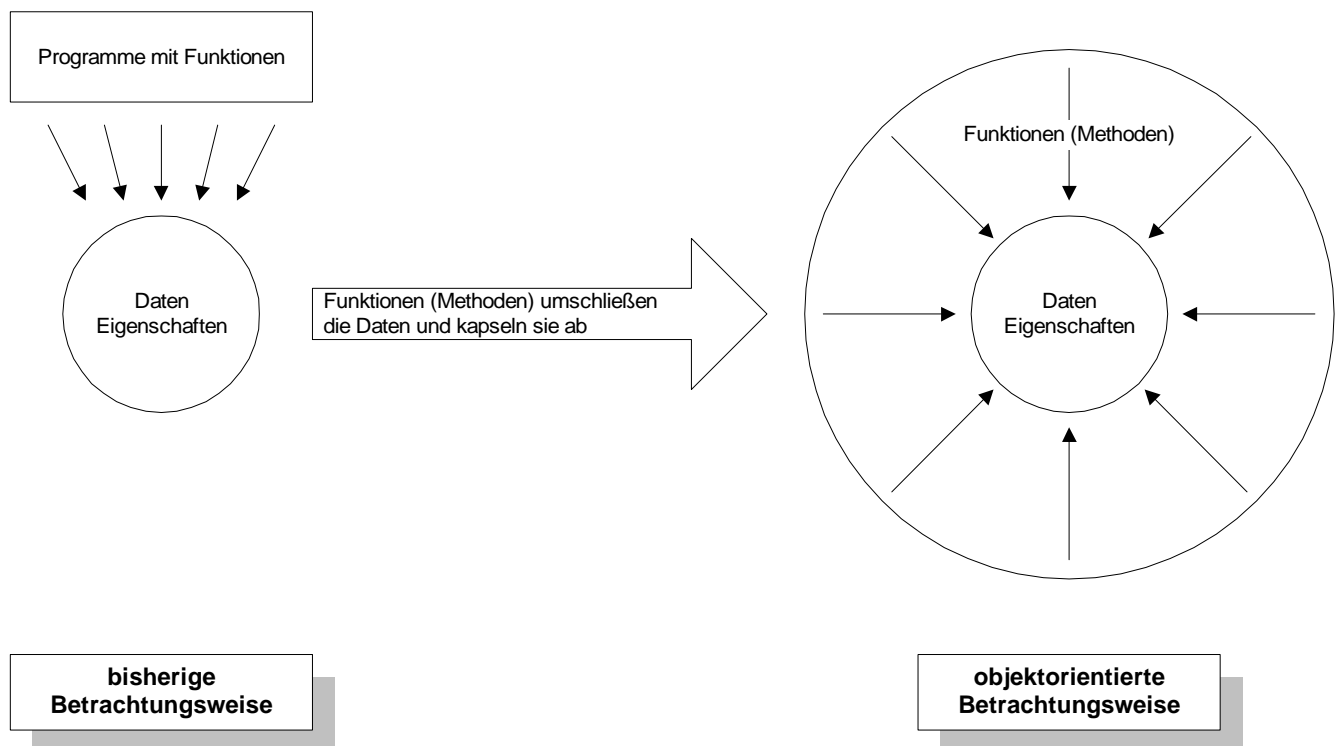 Programme mit Funktionen
Daten
Eigenschaften
Funktionen (Methoden) umschließen
die Daten und kapseln sie ab
Funktionen (Methoden)
Daten
Eigenschaften
bisherige
Betrachtungsweise
objektorientierte
Betrachtungsweise